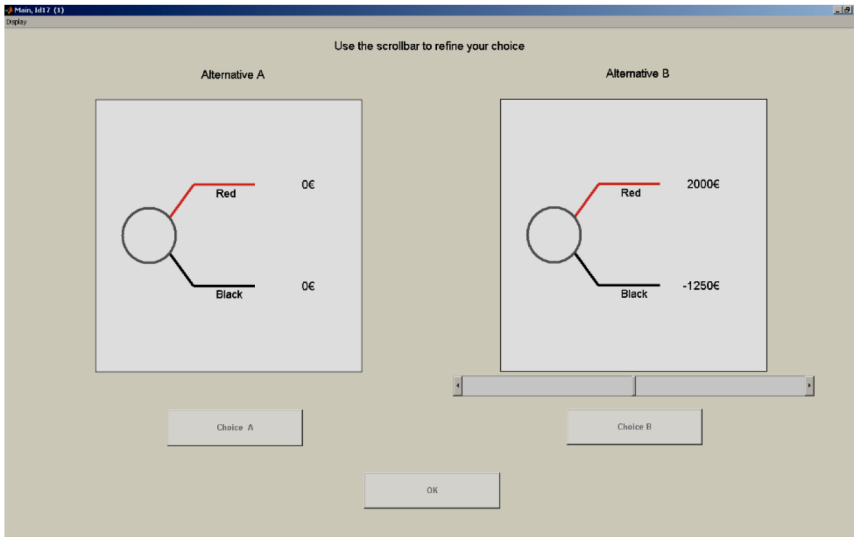 Main, Id17 (1)
Display
Use the scrollbar to refine your choice
Alternative A
Alternative B
Red
0€
Black
0€
Red
2000€
Black
-1250€
Choice A
Choice B
OK